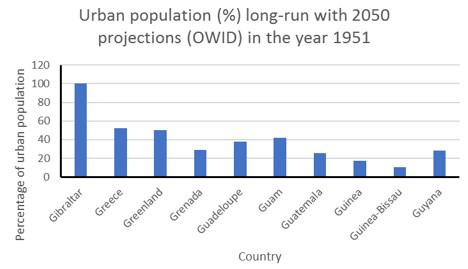 Urban population (%) long-run with 2050
projections (OWID) in the year 1951
Percentage of urban population
120
100
80
60
40
20
0
Gibraltar
Greece
Greenland
Grenada
Guadeloupe
Guam
Guatemala
Guinea
Guinea-Bissau
Guyana
Country